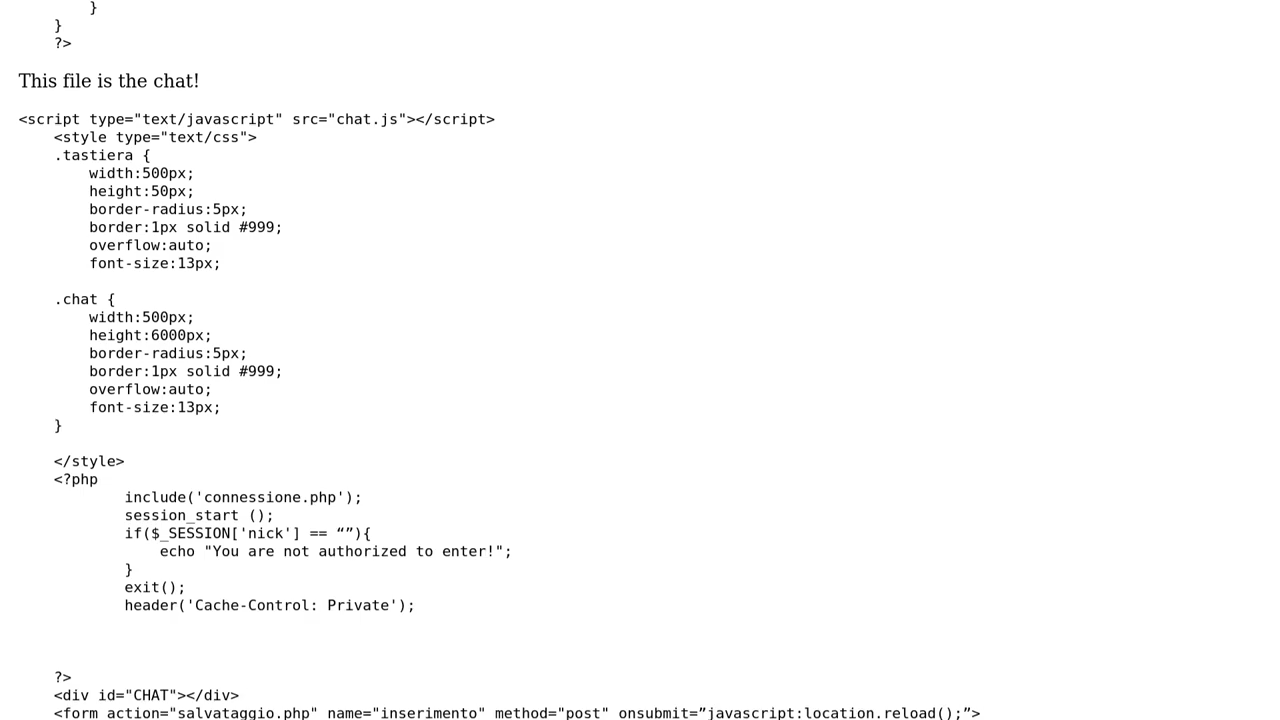 }
    }
    ?>
This file is the chat!
<script type="text/javascript" src="chat.js"></script>
    <style type="text/css">
    .tastiera {
        width:500px;
        height:50px;
        border-radius:5px;
        border:1px solid #999;
        overflow:auto;
        font-size:13px;
    .chat {
        width:500px;
        height:6000px;
        border-radius:5px;
        border:1px solid #999;
        overflow:auto;
        font-size:13px;
    }
    </style>
    <?php
            include('connessione.php');
            session_start ();
            if($_SESSION['nick'] == “”){
                echo "You are not authorized to enter!";
            }
            exit();
            header('Cache-Control: Private');
    ?>
    <div id="CHAT"></div>
    <form action="salvataggio.php" name="inserimento" method="post" onsubmit=”javascript:location.reload();”>